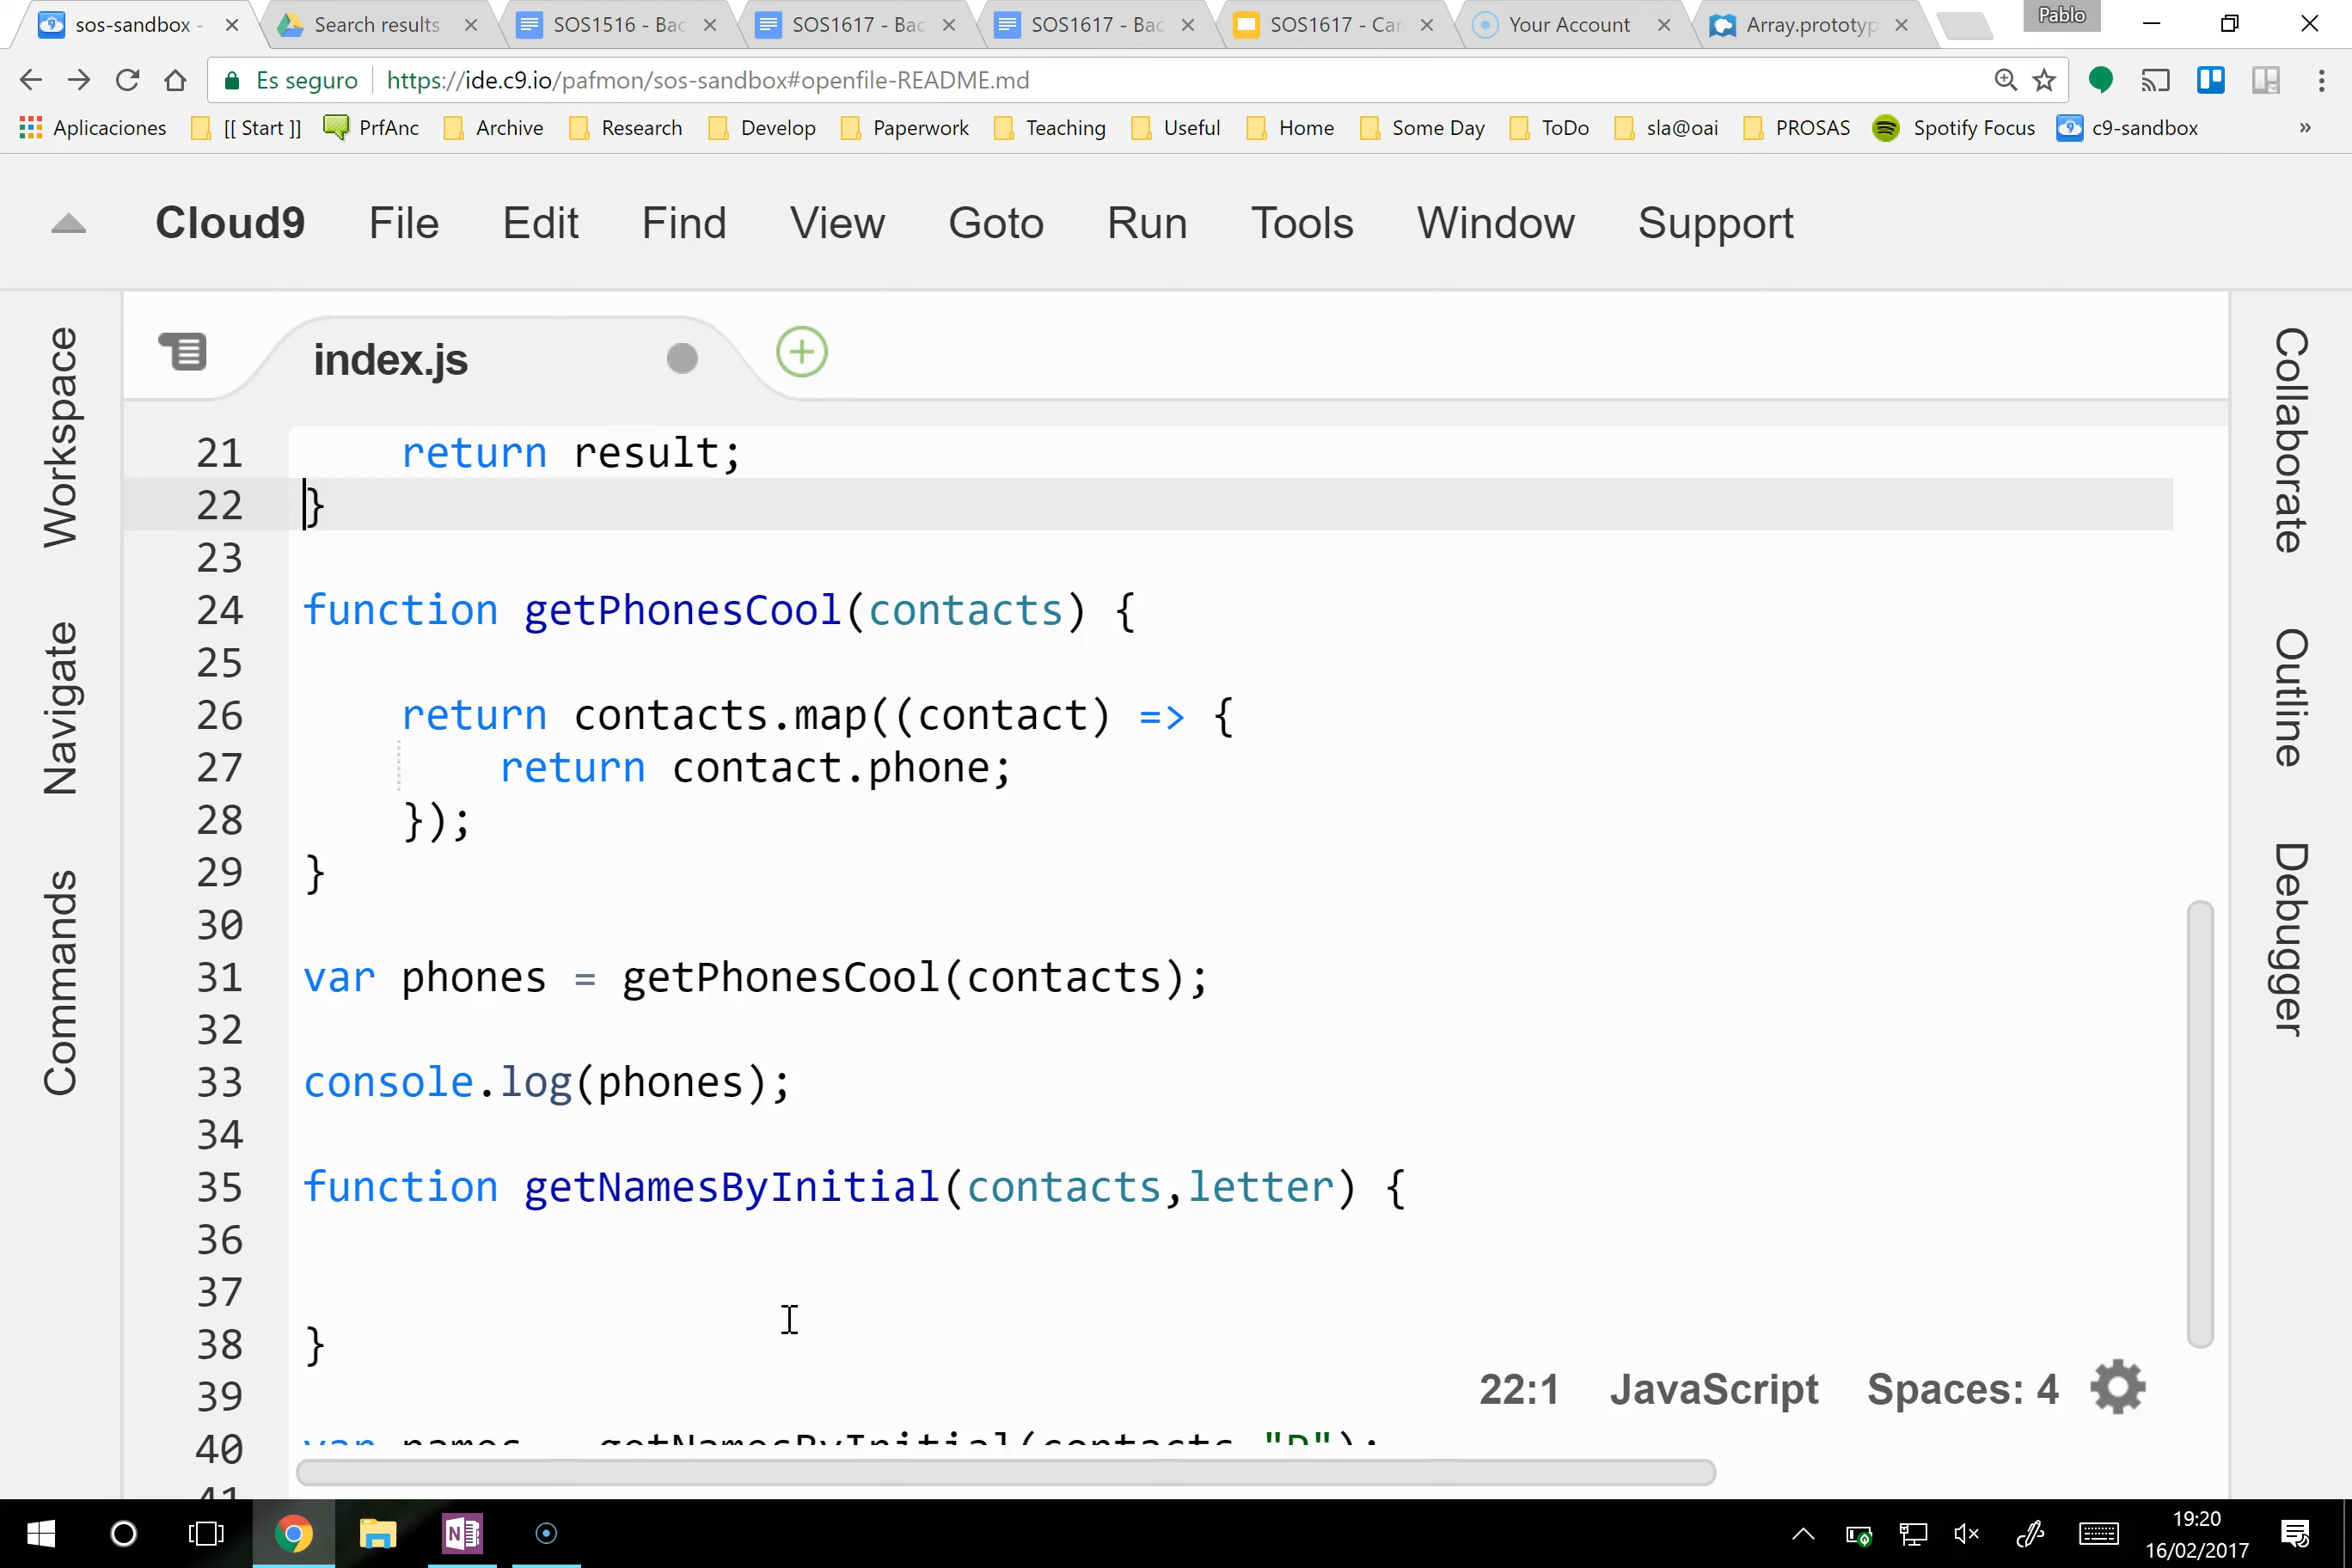 sos-sandbox -
Search results
SOS1516 - Bac
SOS1617 - Bac
SOS1617 - Bac
SOS1617 - Car
Your Account
Array.prototyp
Pablo
Es seguro
https://ide.c9.io/pafmon/sos-sandbox#openfile-README.md
Aplicaciones [[ Start ]] PrfAnc Archive Research Develop Paperwork Teaching Useful Home Some Day ToDo sla@oai PROSAS Spotify Focus c9-sandbox »
Cloud9 File Edit Find View Goto Run Tools Window Support
Workspace
Navigate
Commands
index.js
21 return result;
22 }
23
24 function getPhonesCool(contacts) {
25
26 return contacts.map((contact) => {
27 return contact.phone;
28 });
29 }
30
31 var phones = getPhonesCool(contacts);
32
33 console.log(phones);
34
35 function getNamesByInitial(contacts,letter) {
36
37
38 }
39
40 var names getNamesByInitial(contacts
41
22:1 JavaScript Spaces: 4
Collaborate
Outline
Debugger
19:20
16/02/2017